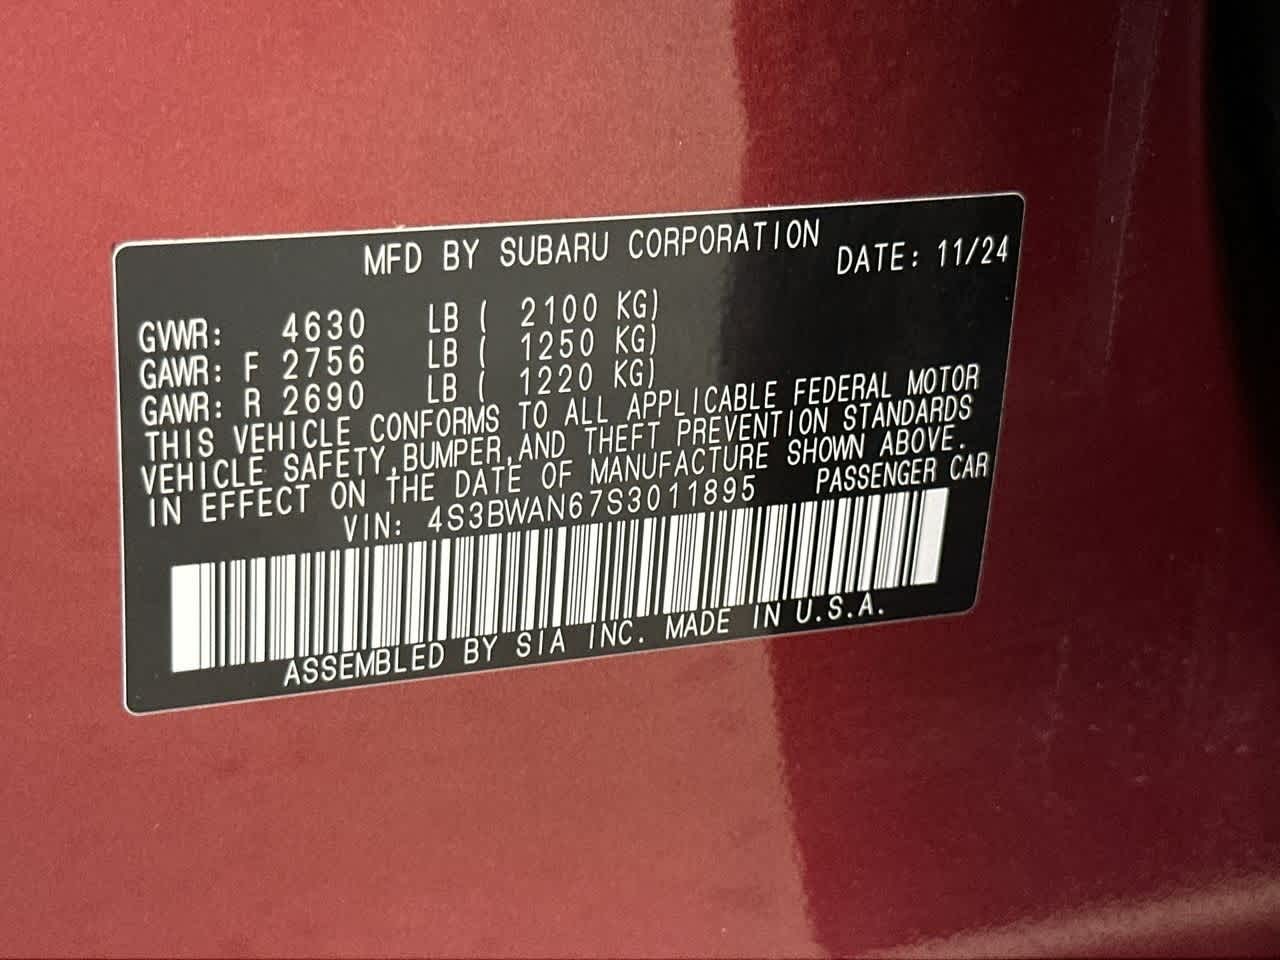 MFD BY SUBARU CORPORATION DATE: 11/24
GVWR: 4630 LB ( 2100 KG)
GAWR: F 2756 LB ( 1250 KG)
GAWR: R 2690 LB ( 1220 KG)
THIS VEHICLE CONFORMS TO ALL APPLICABLE FEDERAL MOTOR
VEHICLE SAFETY,BUMPER,AND THEFT PREVENTION STANDARDS
IN EFFECT ON THE DATE OF MANUFACTURE SHOWN ABOVE.
VIN: 4S3BWAN67S3011895 PASSENGER CAR
ASSEMBLED BY SIA INC. MADE IN U.S.A.